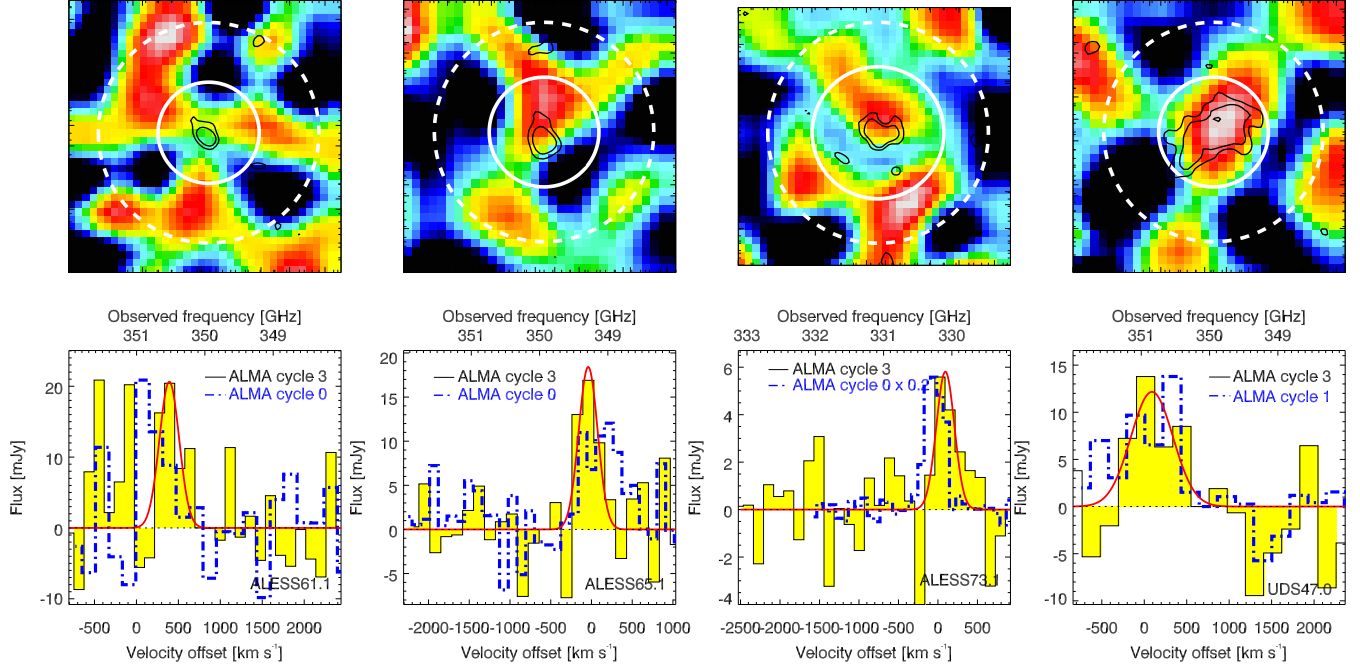 Observed frequency [GHz]
351 350 349
20
10
0
-10
Flux [mJy]
ALMA cycle 3
ALMA cycle 0
ALESS61.1
-500 0 500 1000 1500 2000
Velocity offset [km s⁻¹]
Observed frequency [GHz]
351 350 349
20
15
10
5
0
-5
Flux [mJy]
ALMA cycle 3
ALMA cycle 0
ALESS65.1
-2000 -1500 -1000 -500 0 500 1000
Velocity offset [km s⁻¹]
Observed frequency [GHz]
333 332 331 330
6
4
2
0
-2
-4
Flux [mJy]
ALMA cycle 3
ALMA cycle 0 x 0.2
ALESS73.1
-2500 -2000 -1500 -1000 -500 0 500
Velocity offset [km s⁻¹]
Observed frequency [GHz]
351 350 349
15
10
5
0
-5
-10
Flux [mJy]
ALMA cycle 3
ALMA cycle 1
UDS47.0
-500 0 500 1000 1500 2000
Velocity offset [km s⁻¹]